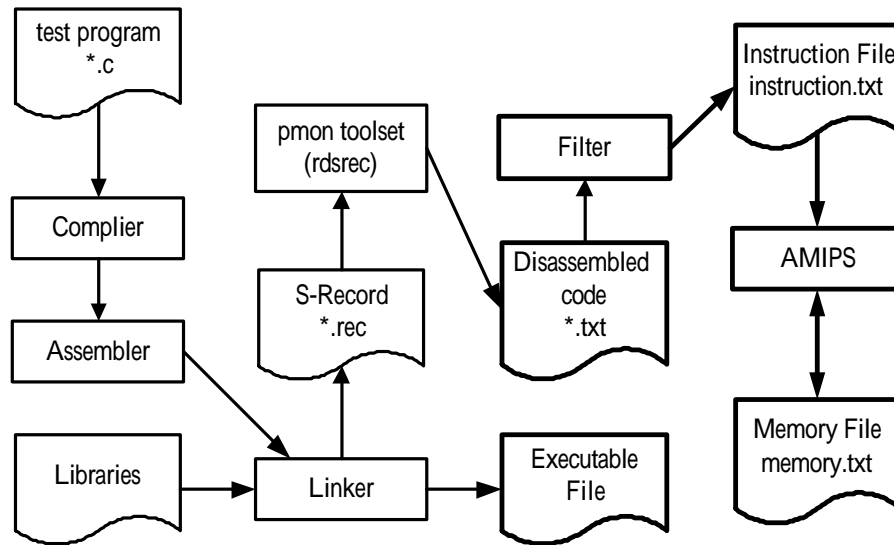 test program
*.c
Complier
Assembler
Libraries
pmon toolset
(rdsrec)
S-Record
*.rec
Linker
Filter
Disassembled
code
*.txt
Executable
File
Instruction File
instruction.txt
AMIPS
Memory File
memory.txt